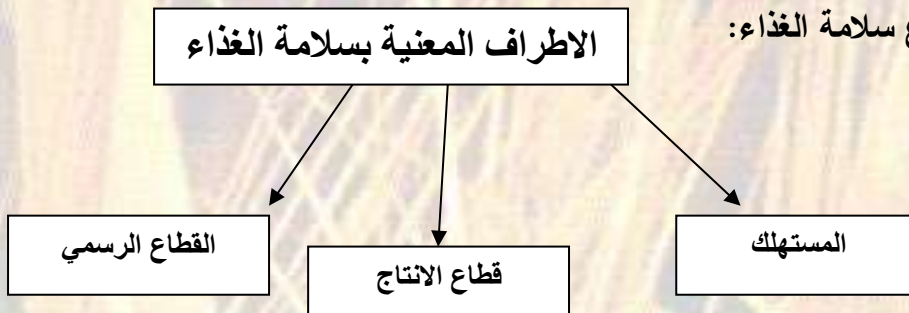 سلامة الغذاء:
الاطراف المعنية بسلامة الغذاء
المستهلك
قطاع الانتاج
القطاع الرسمي